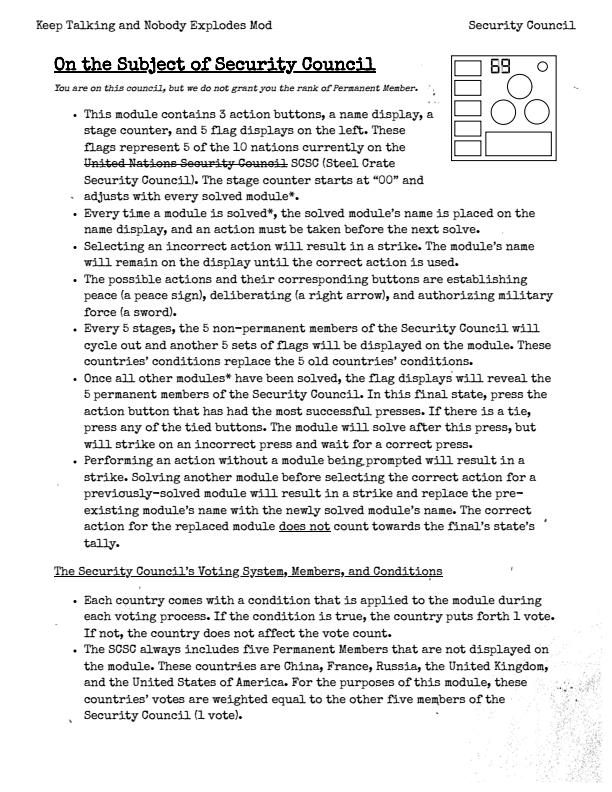 Keep Talking and Nobody Explodes Mod Security Council
On the Subject of Security Council
69
You are on this council, but we do not grant you the rank of Permanent Member.
• This module contains 3 action buttons, a name display, a
stage counter, and 5 flag displays on the left. These
flags represent 5 of the 10 nations currently on the
United Nations Security Council SCSC (Steel Crate
Security Council). The stage counter starts at “00” and
adjusts with every solved module*.
• Every time a module is solved*, the solved module’s name is placed on the
name display, and an action must be taken before the next solve.
• Selecting an incorrect action will result in a strike. The module’s name
will remain on the display until the correct action is used.
• The possible actions and their corresponding buttons are establishing
peace (a peace sign), deliberating (a right arrow), and authorizing military
force (a sword).
• Every 5 stages, the 5 non-permanent members of the Security Council will
cycle out and another 5 sets of flags will be displayed on the module. These
countries’ conditions replace the 5 old countries’ conditions.
• Once all other modules* have been solved, the flag displays will reveal the
5 permanent members of the Security Council. In this final state, press the
action button that has had the most successful presses. If there is a tie,
press any of the tied buttons. The module will solve after this press, but
will strike on an incorrect press and wait for a correct press.
• Performing an action without a module being prompted will result in a
strike. Solving another module before selecting the correct action for a
previously-solved module will result in a strike and replace the pre-
existing module’s name with the newly solved module’s name. The correct
action for the replaced module does not count towards the final’s state’s
tally.
The Security Council’s Voting System, Members, and Conditions
• Each country comes with a condition that is applied to the module during
each voting process. If the condition is true, the country puts forth 1 vote.
If not, the country does not affect the vote count.
• The SCSC always includes five Permanent Members that are not displayed on
the module. These countries are China, France, Russia, the United Kingdom,
and the United States of America. For the purposes of this module, these
countries’ votes are weighted equal to the other five members of the
Security Council (1 vote).